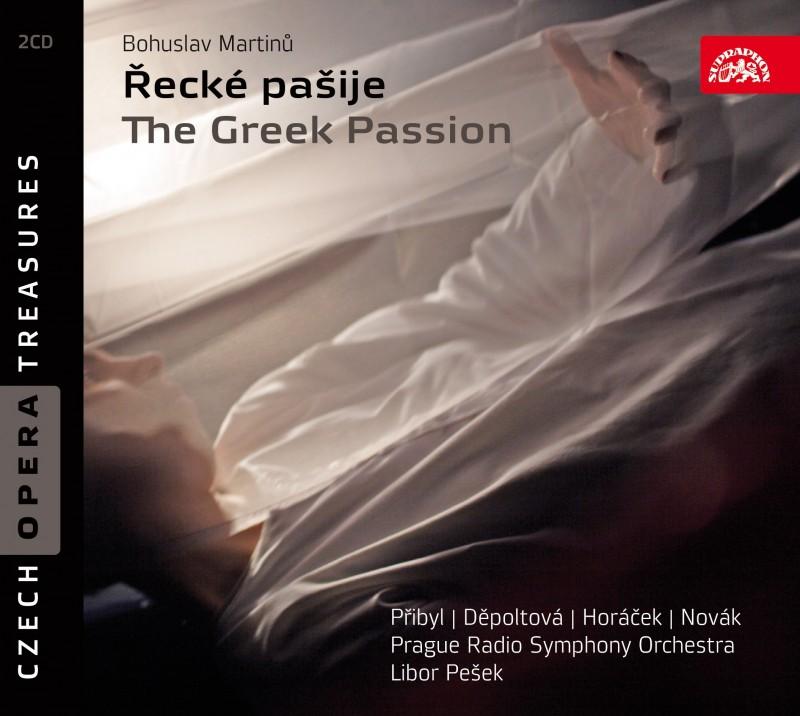 2CD
Bohuslav Martinů
Řecké pašije
The Greek Passion
SUPRAPHON
CZECH OPERA TREASURES
Přibyl | Děpoltová | Horáček | Novák
Prague Radio Symphony Orchestra
Libor Pešek